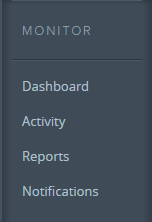 MONITOR
Dashboard
Activity
Reports
Notifications